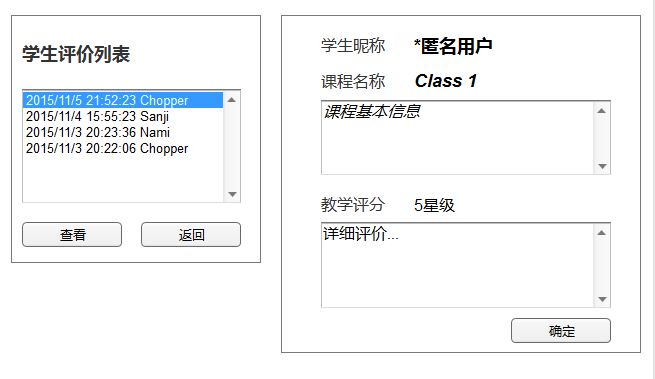 学生评价列表
2015/11/5 21:52:23 Chopper
2015/11/4 15:55:23 Sanji
2015/11/3 20:23:36 Nami
2015/11/3 20:22:06 Chopper
查看 返回
学生昵称 *匿名用户
课程名称 Class 1
课程基本信息
教学评分 5星级
详细评价...
确定